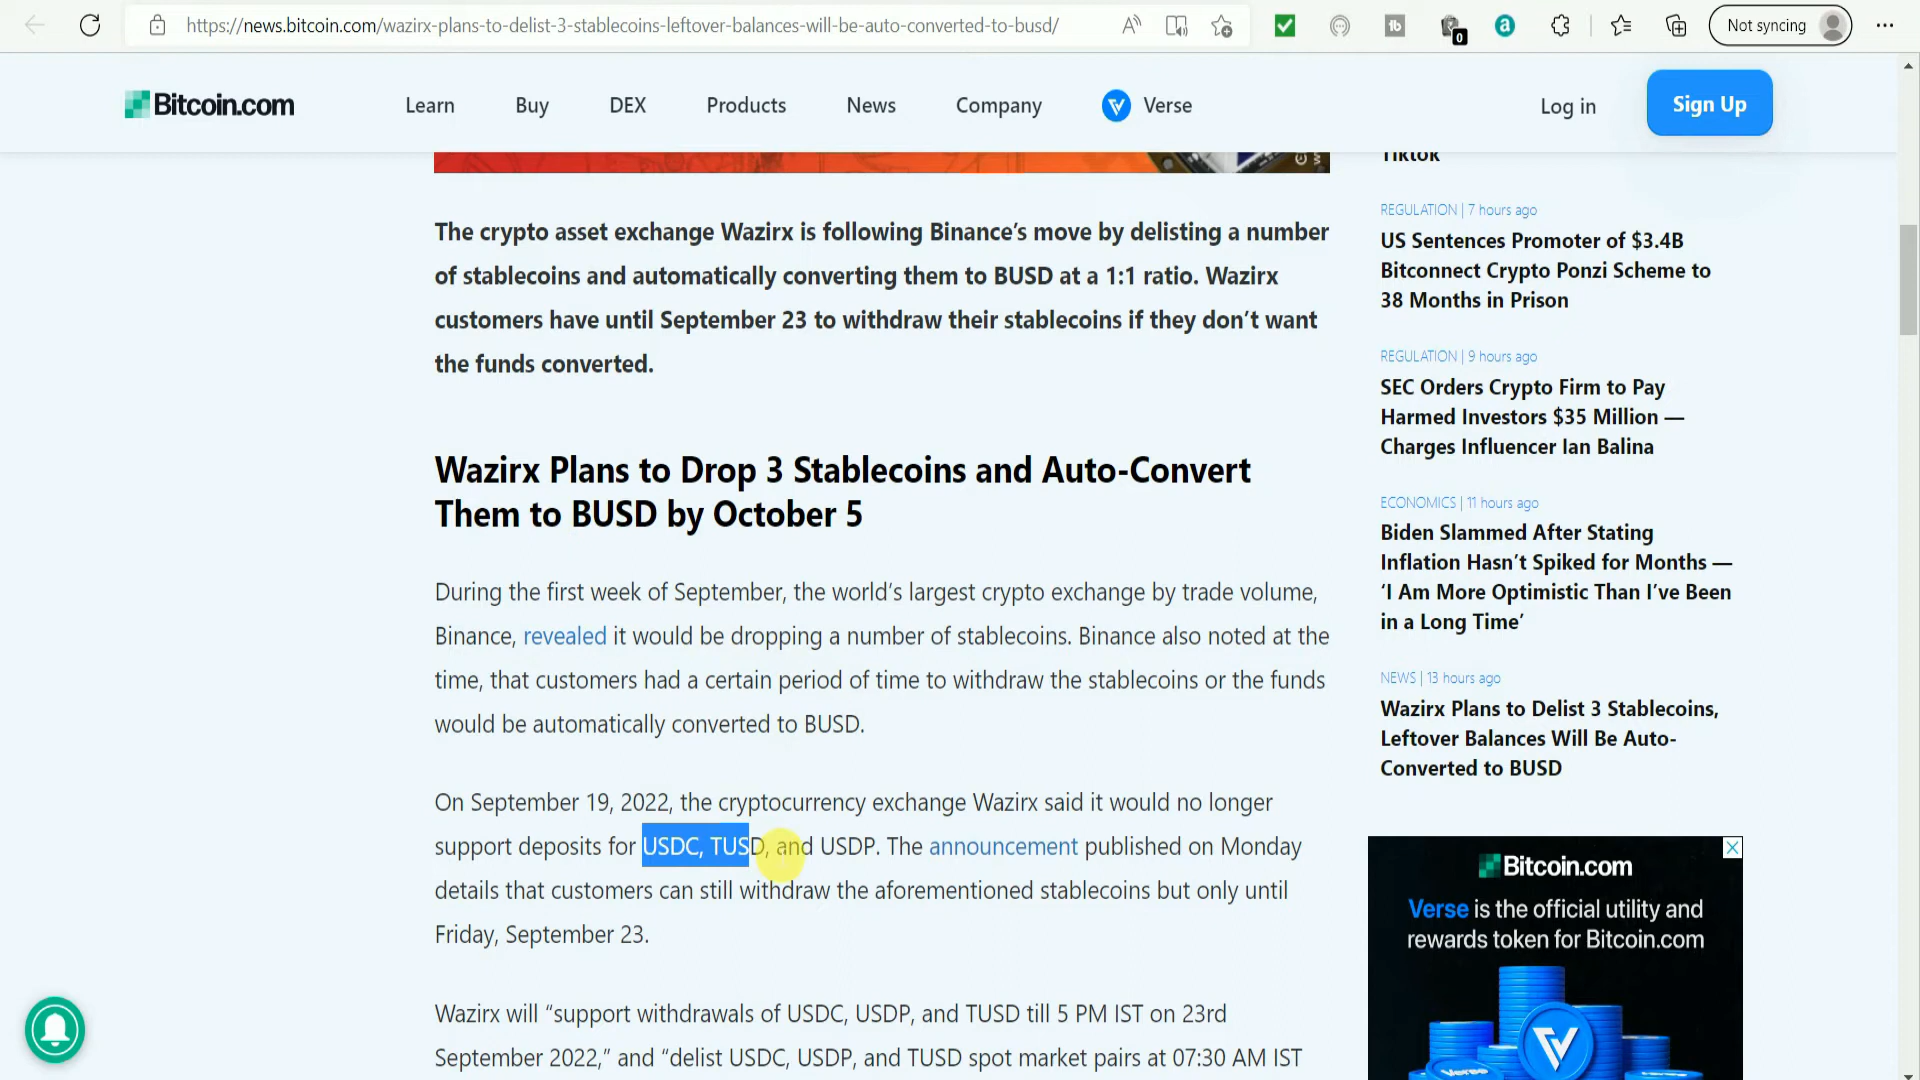 https://news.bitcoin.com/wazirx-plans-to-delist-3-stablecoins-leftover-balances-will-be-auto-converted-to-busd/
Not syncing
0
Bitcoin.com
Learn
Buy
DEX
Products
News
Company
Verse
Log in
Sign Up
The crypto asset exchange Wazirx is following Binance’s move by delisting a number
of stablecoins and automatically converting them to BUSD at a 1:1 ratio. Wazirx
customers have until September 23 to withdraw their stablecoins if they don’t want
the funds converted.
Wazirx Plans to Drop 3 Stablecoins and Auto-Convert
Them to BUSD by October 5
During the first week of September, the world’s largest crypto exchange by trade volume,
Binance, revealed it would be dropping a number of stablecoins. Binance also noted at the
time, that customers had a certain period of time to withdraw the stablecoins or the funds
would be automatically converted to BUSD.
On September 19, 2022, the cryptocurrency exchange Wazirx said it would no longer
support deposits for USDC, TUSD, and USDP. The announcement published on Monday
details that customers can still withdraw the aforementioned stablecoins but only until
Friday, September 23.
Wazirx will “support withdrawals of USDC, USDP, and TUSD till 5 PM IST on 23rd
September 2022,” and “delist USDC, USDP, and TUSD spot market pairs at 07:30 AM IST
Tiktok
REGULATION | 7 hours ago
US Sentences Promoter of $3.4B
Bitconnect Crypto Ponzi Scheme to
38 Months in Prison
REGULATION | 9 hours ago
SEC Orders Crypto Firm to Pay
Harmed Investors $35 Million —
Charges Influencer Ian Balina
ECONOMICS | 11 hours ago
Biden Slammed After Stating
Inflation Hasn’t Spiked for Months —
‘I Am More Optimistic Than I’ve Been
in a Long Time’
NEWS | 13 hours ago
Wazirx Plans to Delist 3 Stablecoins,
Leftover Balances Will Be Auto-
Converted to BUSD
Bitcoin.com
Verse is the official utility and
rewards token for Bitcoin.com
Verse
Verse